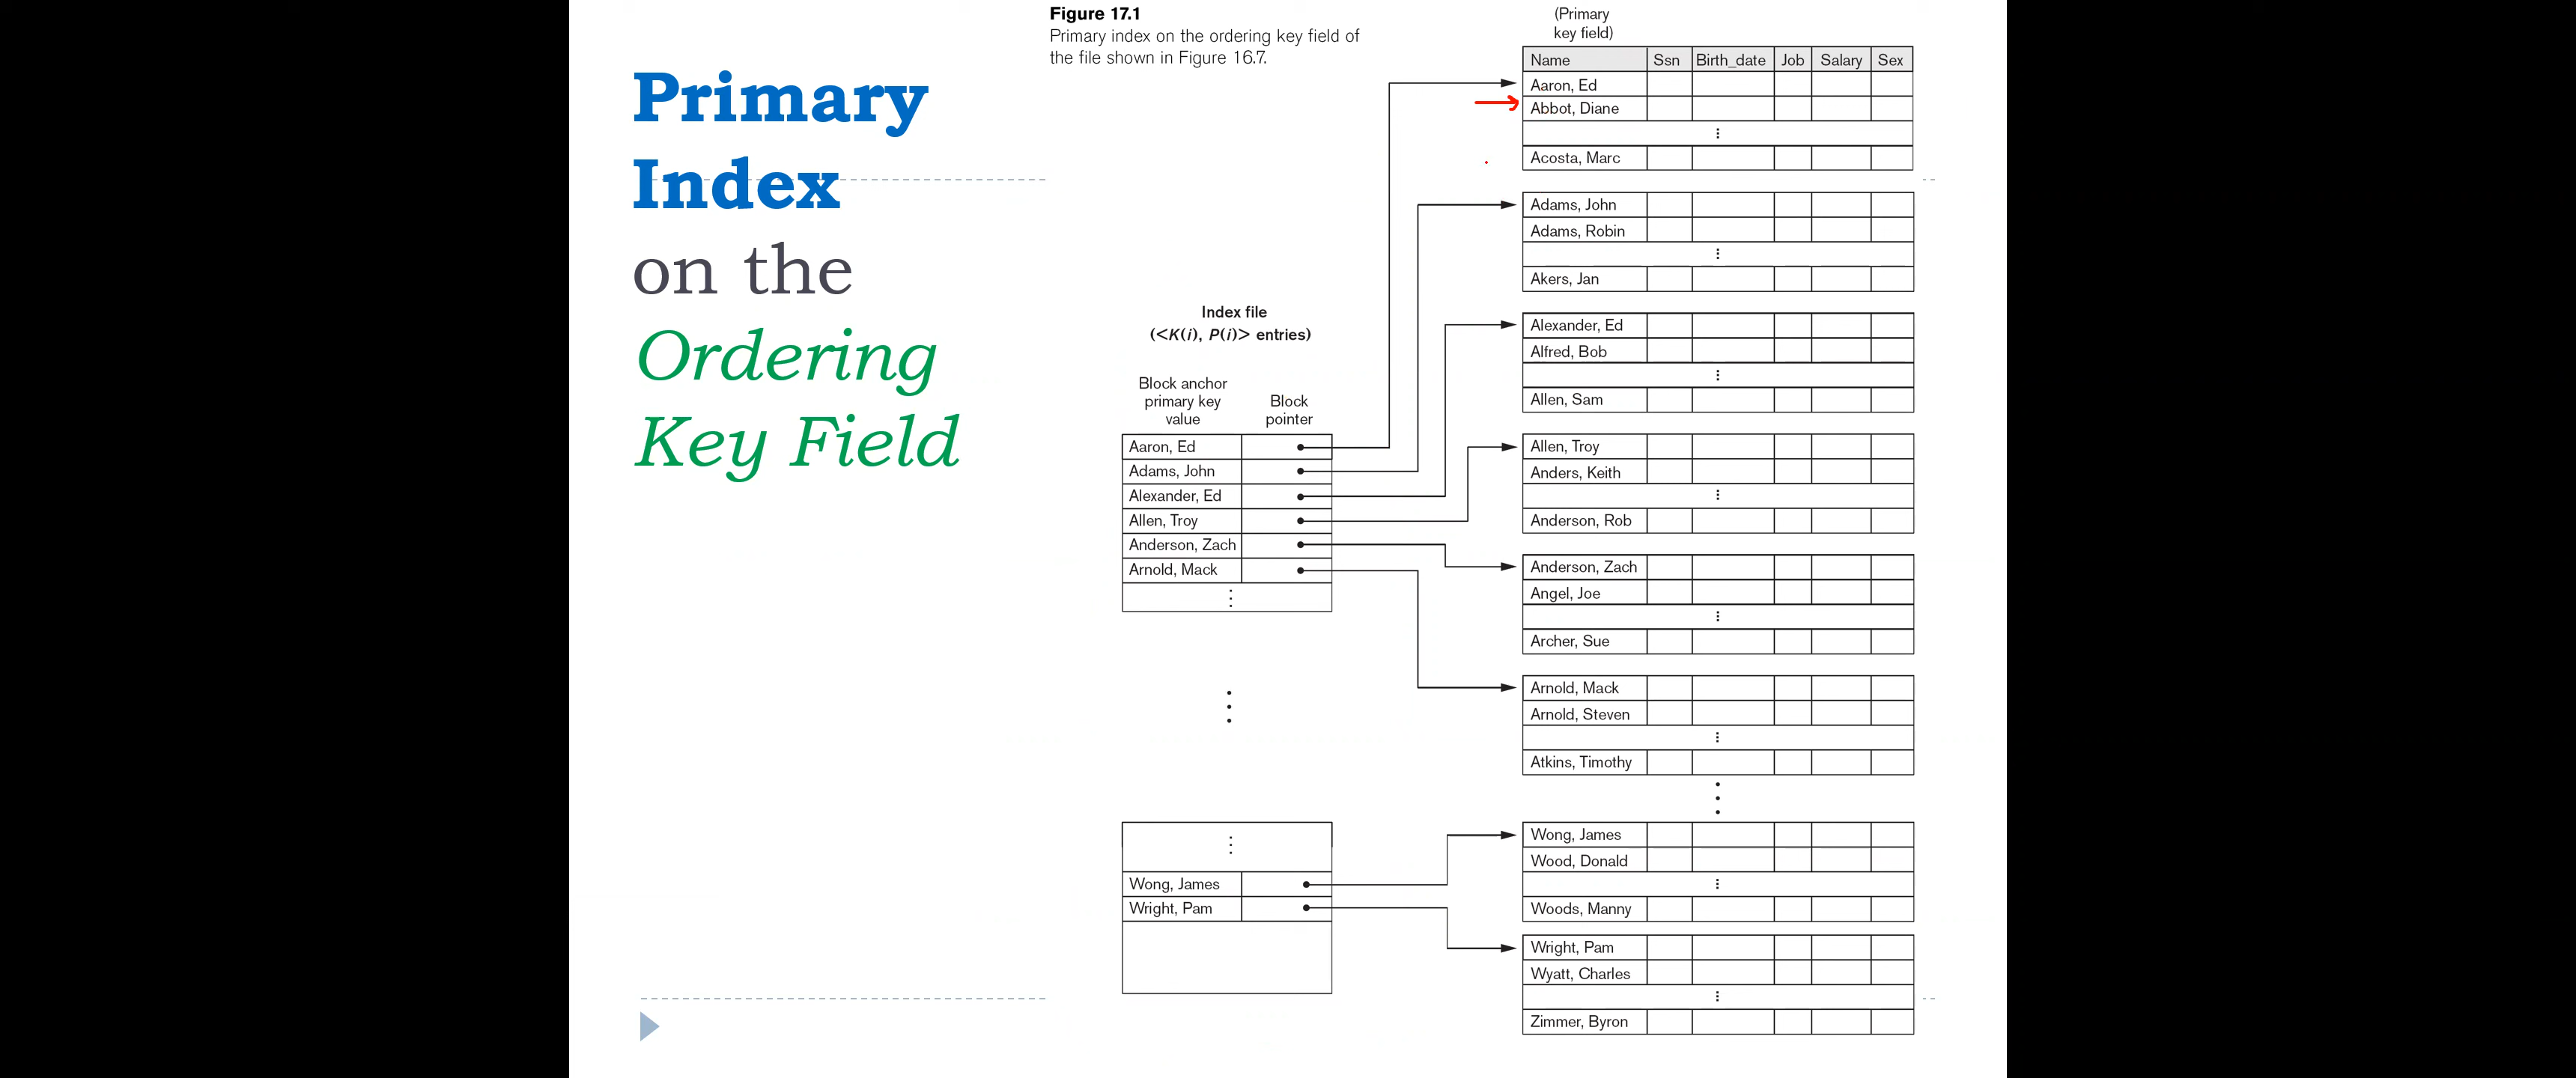 Primary
Index
on the
Ordering
Key Field
Figure 17.1
Primary index on the ordering key field of
the file shown in Figure 16.7.
Index file
(<K(i), P(i)> entries)
Block anchor
primary key
value
Block
pointer
Aaron, Ed
Adams, John
Alexander, Ed
Allen, Troy
Anderson, Zach
Arnold, Mack
Wong, James
Wright, Pam
(Primary
key field)
Name Ssn Birth_date Job Salary Sex
Aaron, Ed
Abbot, Diane
Acosta, Marc
Adams, John
Adams, Robin
Akers, Jan
Alexander, Ed
Alfred, Bob
Allen, Sam
Allen, Troy
Anders, Keith
Anderson, Rob
Anderson, Zach
Angel, Joe
Archer, Sue
Arnold, Mack
Arnold, Steven
Atkins, Timothy
Wong, James
Wood, Donald
Woods, Manny
Wright, Pam
Wyatt, Charles
Zimmer, Byron